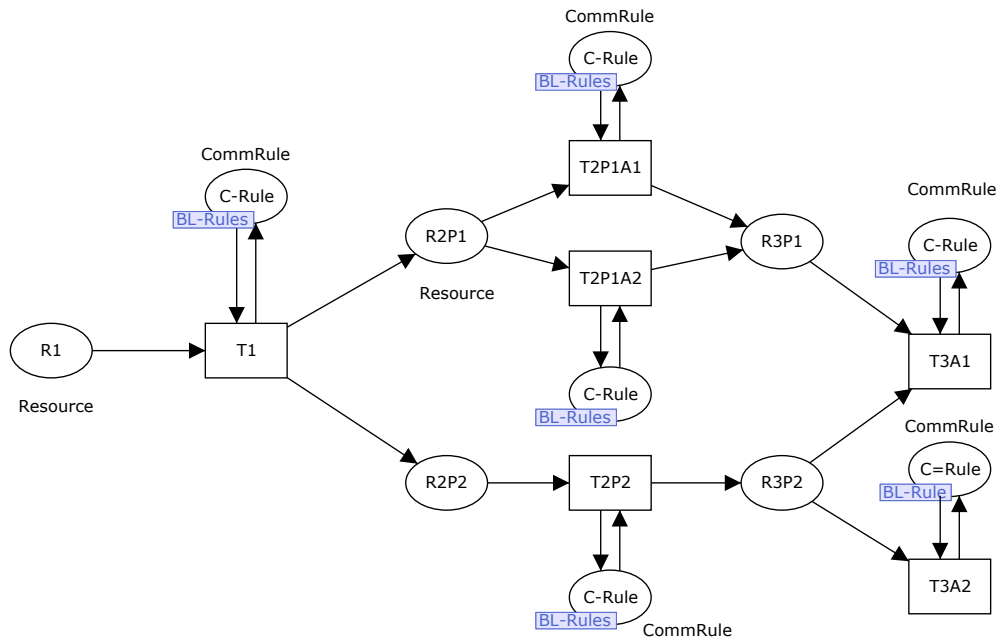 CommRule
C-Rule
BL-Rules
T2P1A1
CommRule
C-Rule
BL-Rules
CommRule
C-Rule
BL-Rules
R2P1
R3P1
T2P1A2
Resource
R1
T1
T3A1
Resource
C-Rule
BL-Rules
CommRule
C=Rule
BL-Rule
R2P2
T2P2
R3P2
T3A2
C-Rule
BL-Rules
CommRule